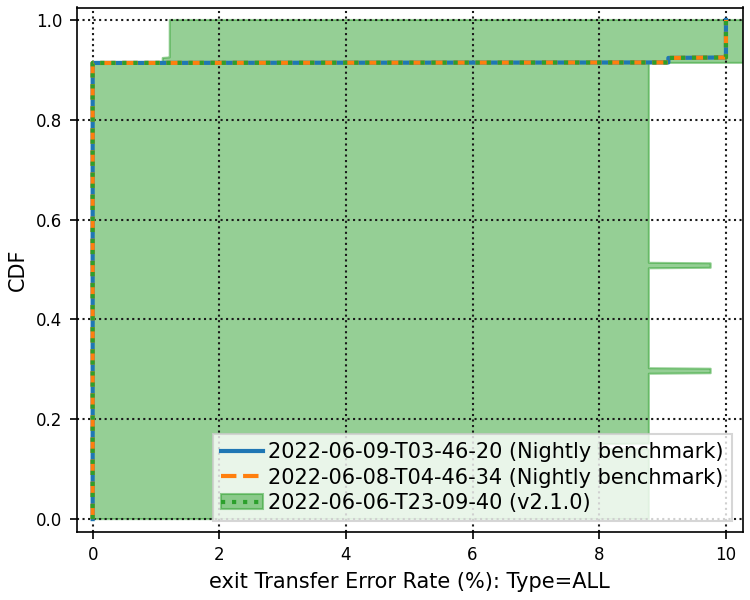 1.0
0.8
0.6
0.4
0.2
0.0
CDF
2022-06-09-T03-46-20 (Nightly benchmark)
2022-06-08-T04-46-34 (Nightly benchmark)
2022-06-06-T23-09-40 (v2.1.0)
0 2 4 6 8 10
exit Transfer Error Rate (%): Type=ALL